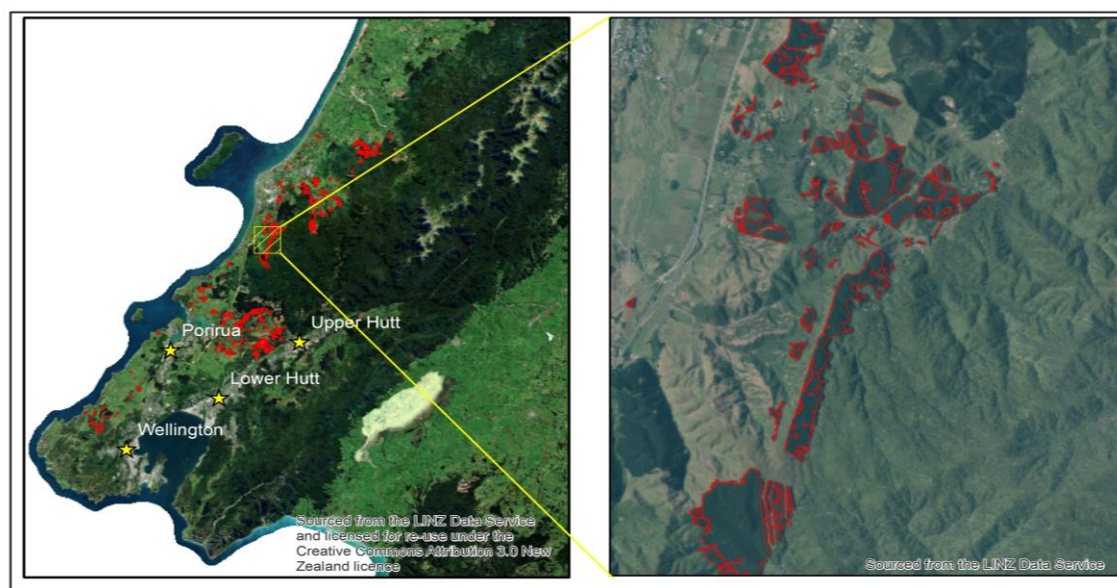 Porirua
Upper Hutt
Lower Hutt
Wellington
Sourced from the LINZ Data Service
and licensed for re-use under the
Creative Commons Attribution 3.0 New
Zealand licence
Sourced from the LINZ Data Service